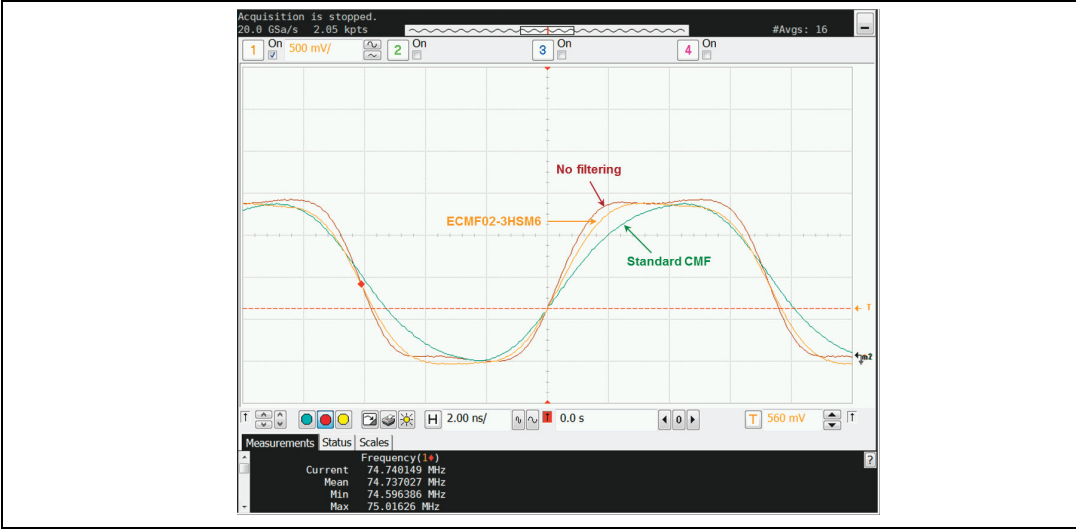 Acquisition is stopped.
20.0 GSa/s 2.05 kpts #Avgs: 16
1 On 500 mV/ 2 On 3 On 4 On
No filtering
ECMF02-3HSM6
Standard CMF
T
m2
H 2.00 ns/ T 0.0 s 0 T 560 mV
Measurements Status Scales
?
Frequency(1♦)
Current 74.740149 MHz
Mean 74.737027 MHz
Min 74.596386 MHz
Max 75.01626 MHz